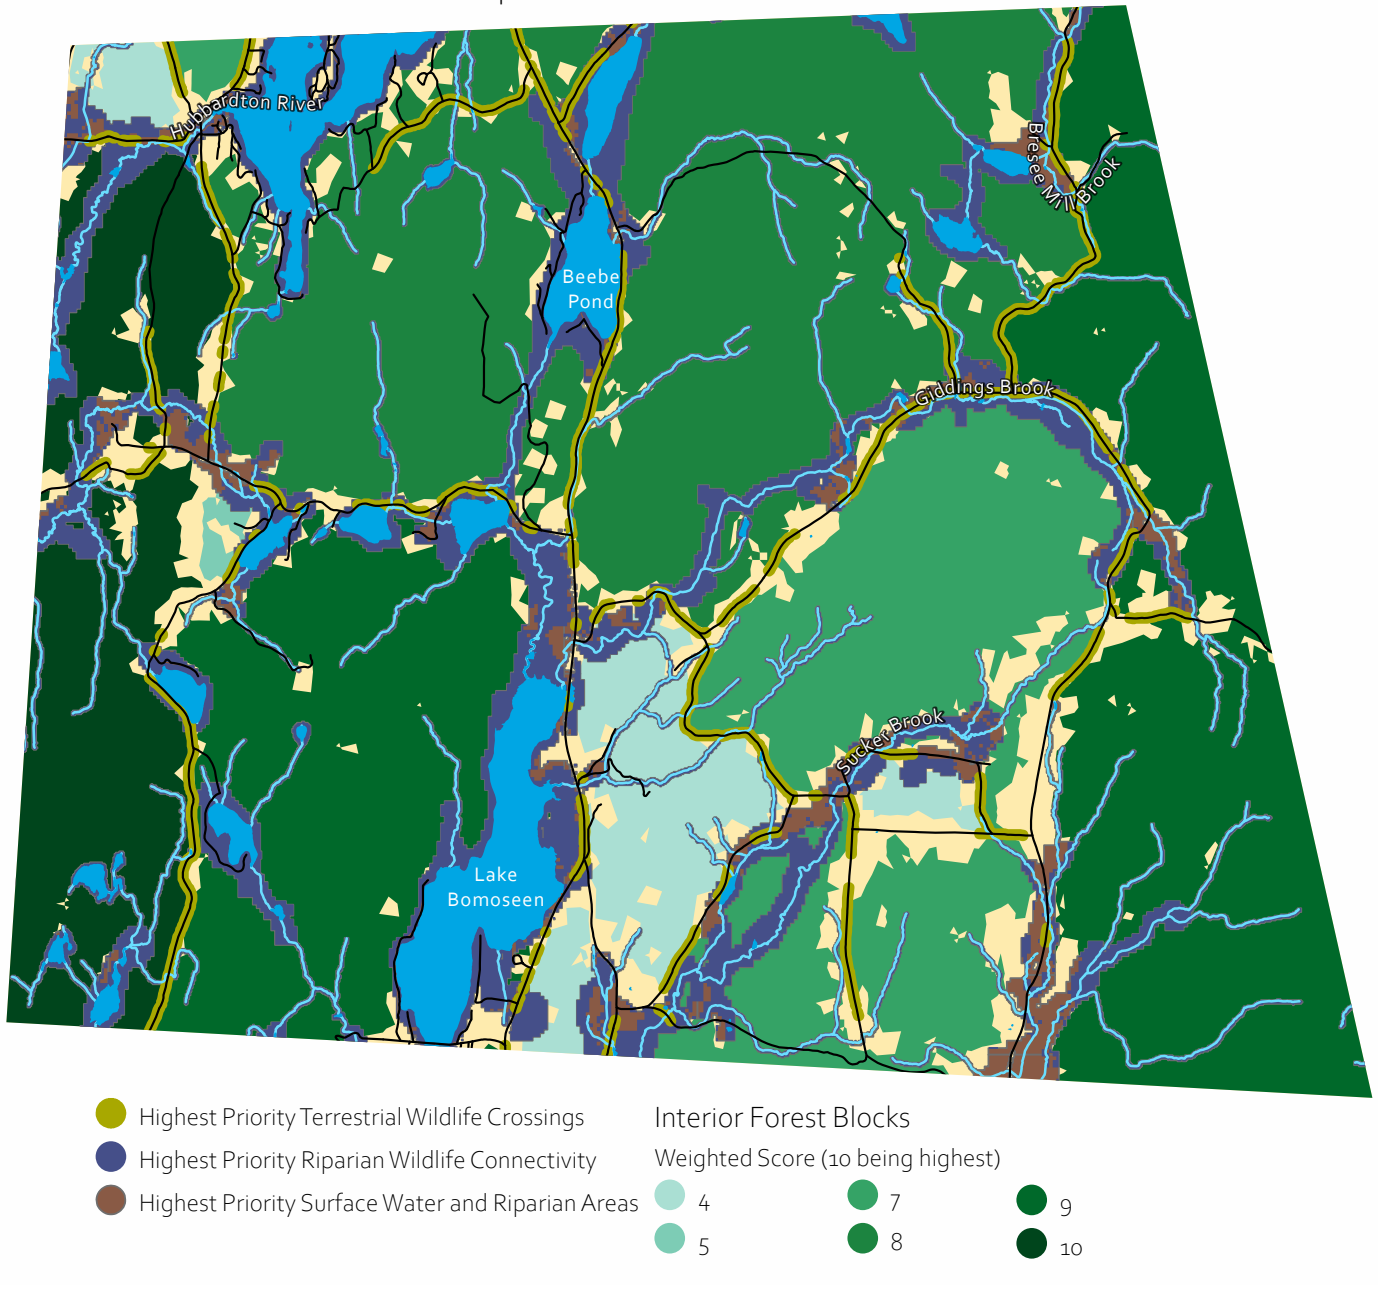 Hubbardton River
Bresee Mill Brook
Beebe
Pond
Giddings Brook
Sucker Brook
Lake
Bomoseen
Highest Priority Terrestrial Wildlife Crossings
Highest Priority Riparian Wildlife Connectivity
Highest Priority Surface Water and Riparian Areas
Interior Forest Blocks
Weighted Score (10 being highest)
4
7
9
5
8
10